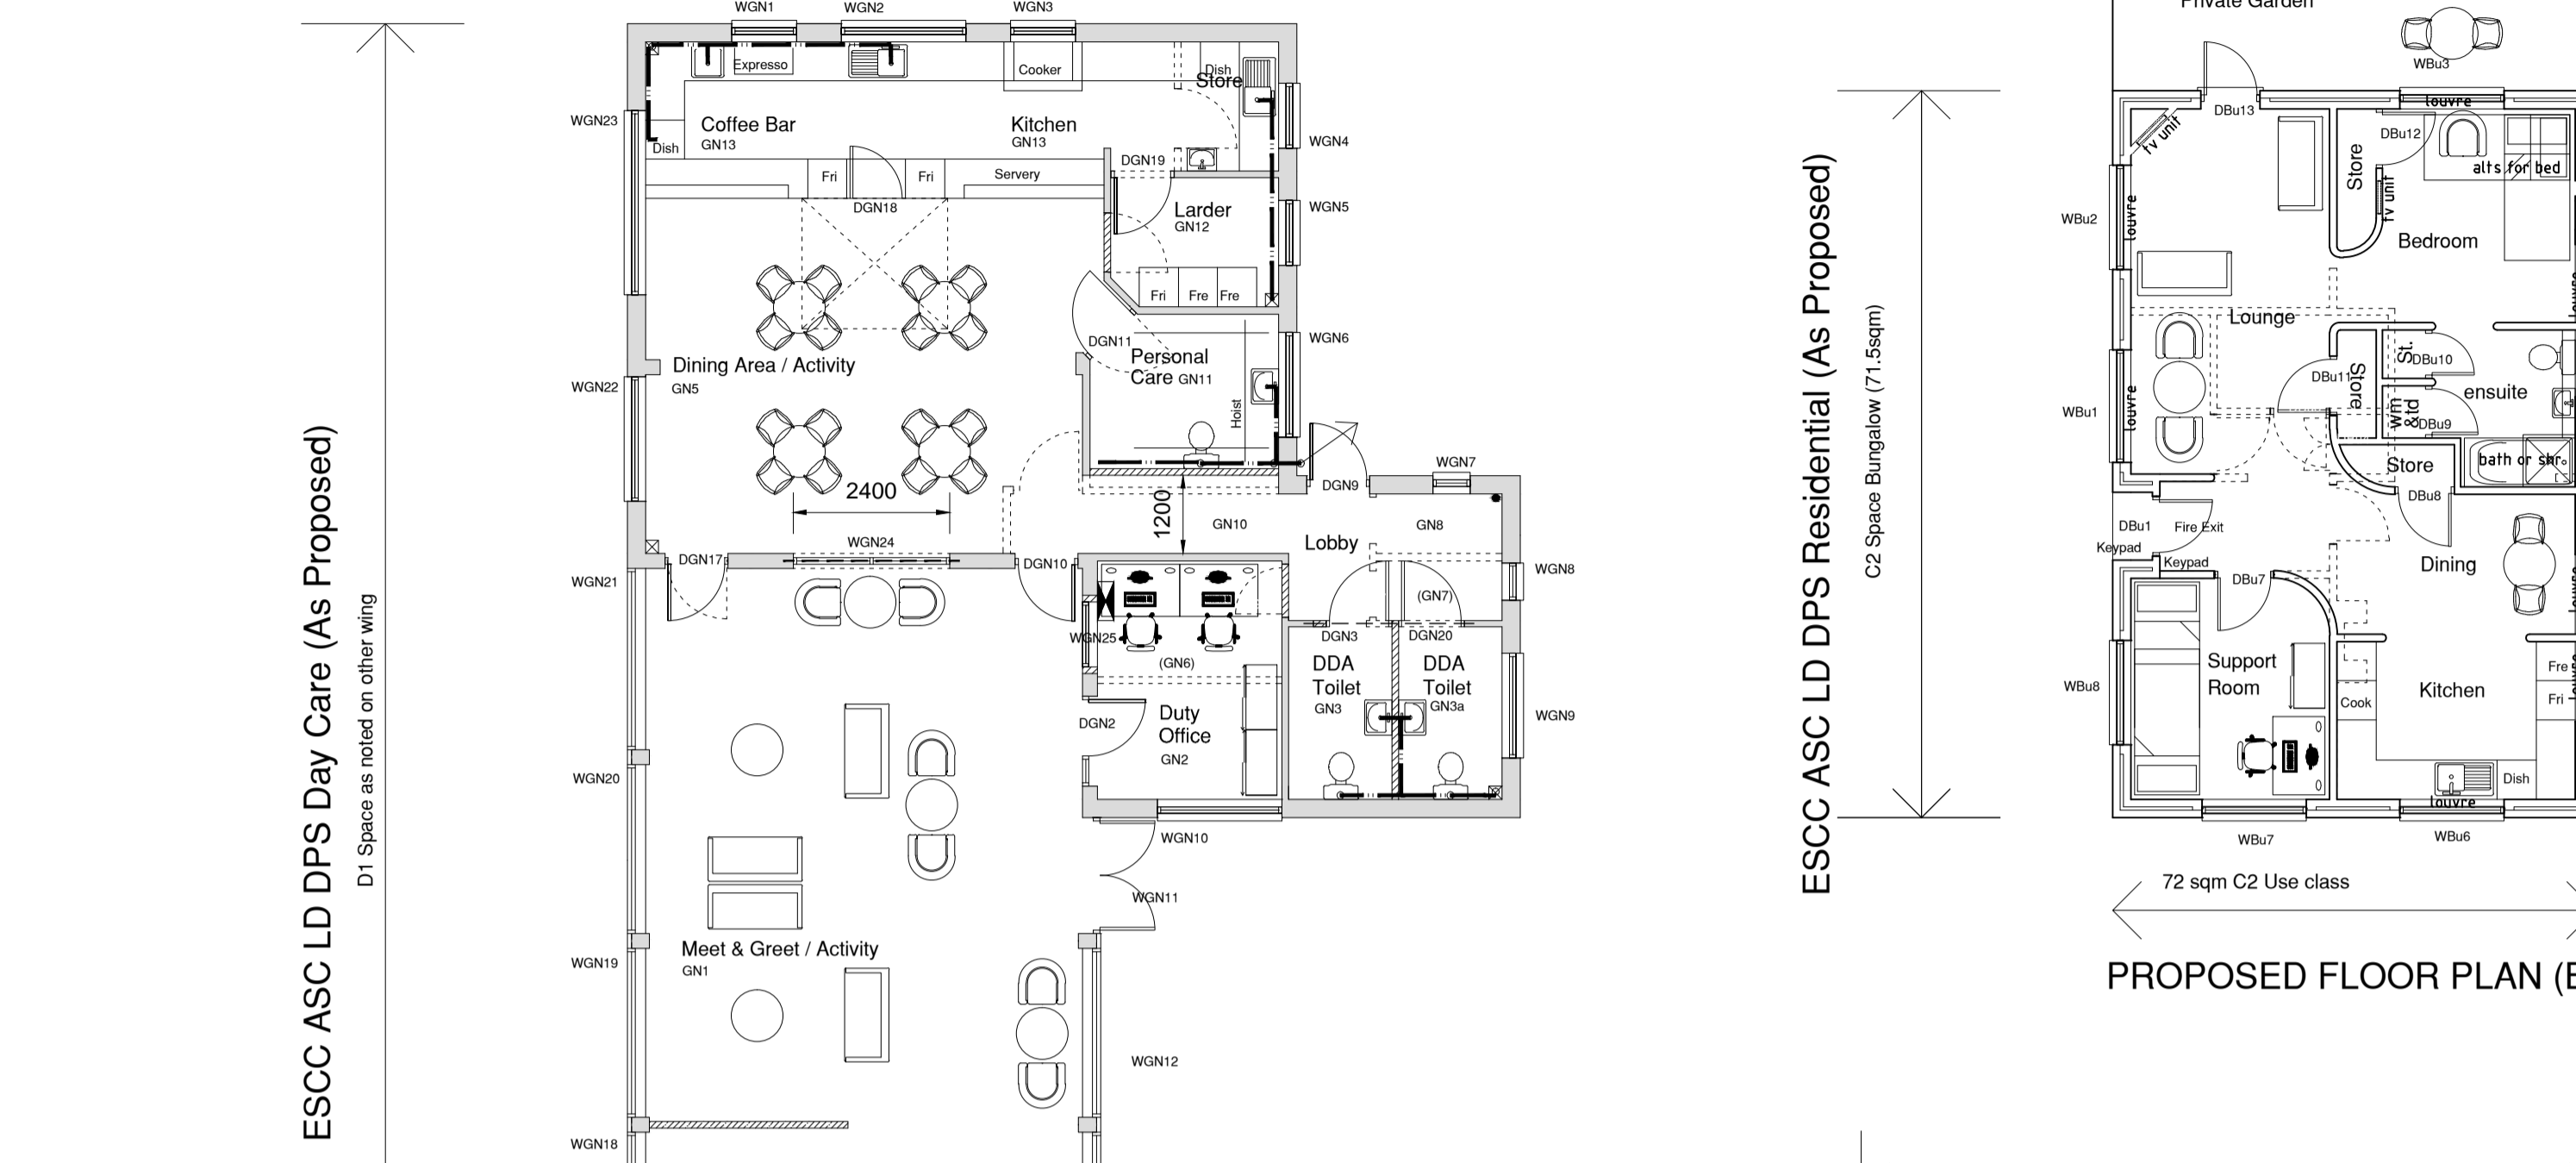 ESCC ASC LD DPS Day Care (As Proposed)
D1 Space as noted on other wing
WGN1
WGN2
WGN3
Expresso
Cooker
Dish
Store
WGN23
Coffee Bar
GN13
Kitchen
GN13
Dish
WGN4
DGN19
Fri
Fri
Servery
DGN18
Larder
GN12
WGN5
Fri
Fre
Fre
DGN11
Personal
Care GN11
WGN6
Hoist
Dining Area / Activity
GN5
WGN22
2400
1200
DGN9
WGN7
GN10
GN8
Lobby
WGN24
DGN17
DGN10
WGN21
WGN8
(GN7)
WGN25
(GN6)
DGN3
DGN20
DDA
Toilet
GN3
DDA
Toilet
GN3a
DGN2
Duty
Office
GN2
WGN9
WGN20
WGN10
WGN11
Meet & Greet / Activity
GN1
WGN19
WGN12
WGN18
ESCC ASC LD DPS Residential (As Proposed)
C2 Space Bungalow (71.5sqm)
Private Garden
WBu3
louvre
DBu13
tv unit
Store
DBu12
alts for bed
tv unit
WBu2
louvre
Bedroom
Lounge
St.
DBu10
DBu11
Store
ensuite
Wm
&td
DBu9
WBu1
louvre
Store
bath or shr.
DBu8
DBu1
Fire Exit
Keypad
Keypad
DBu7
Dining
Support
Room
WBu8
Kitchen
Fre
Fri
Cook
Dish
louvre
WBu7
WBu6
72 sqm C2 Use class
PROPOSED FLOOR PLAN (